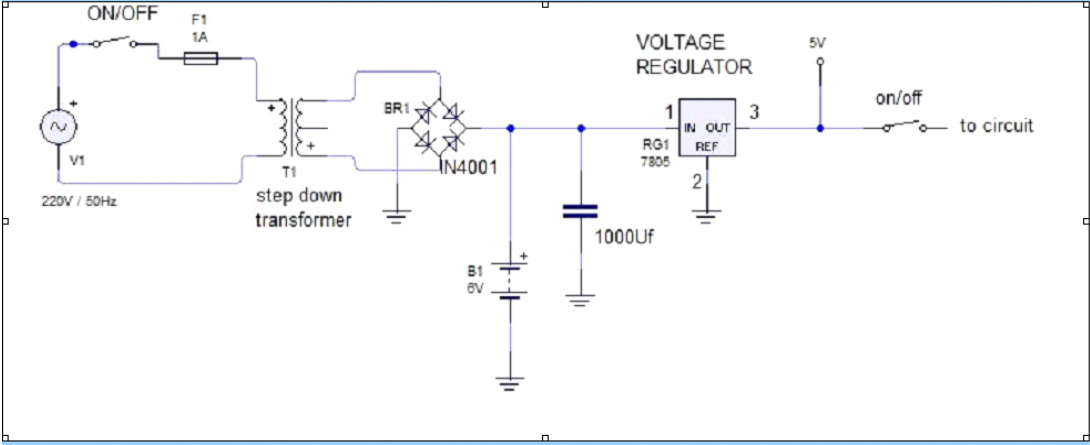 ON/OFF
F1
1A
+
V1
220V / 50Hz
+
+
T1
step down
transformer
BR1
IN4001
B1
6V
+
1000Uf
VOLTAGE
REGULATOR
1
IN OUT
REF
3
RG1
7805
2
5V
on/off
to circuit